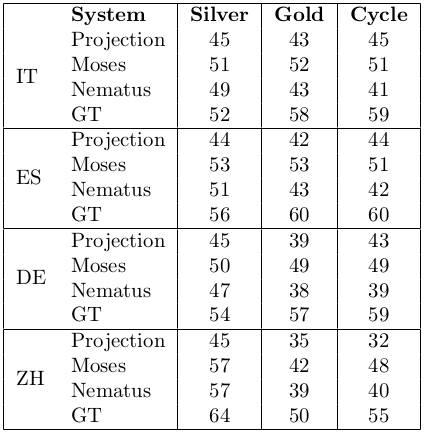 System Silver Gold Cycle
IT
Projection 45 43 45
Moses 51 52 51
Nematus 49 43 41
GT 52 58 59
ES
Projection 44 42 44
Moses 53 53 51
Nematus 51 43 42
GT 56 60 60
DE
Projection 45 39 43
Moses 50 49 49
Nematus 47 38 39
GT 54 57 59
ZH
Projection 45 35 32
Moses 57 42 48
Nematus 57 39 40
GT 64 50 55